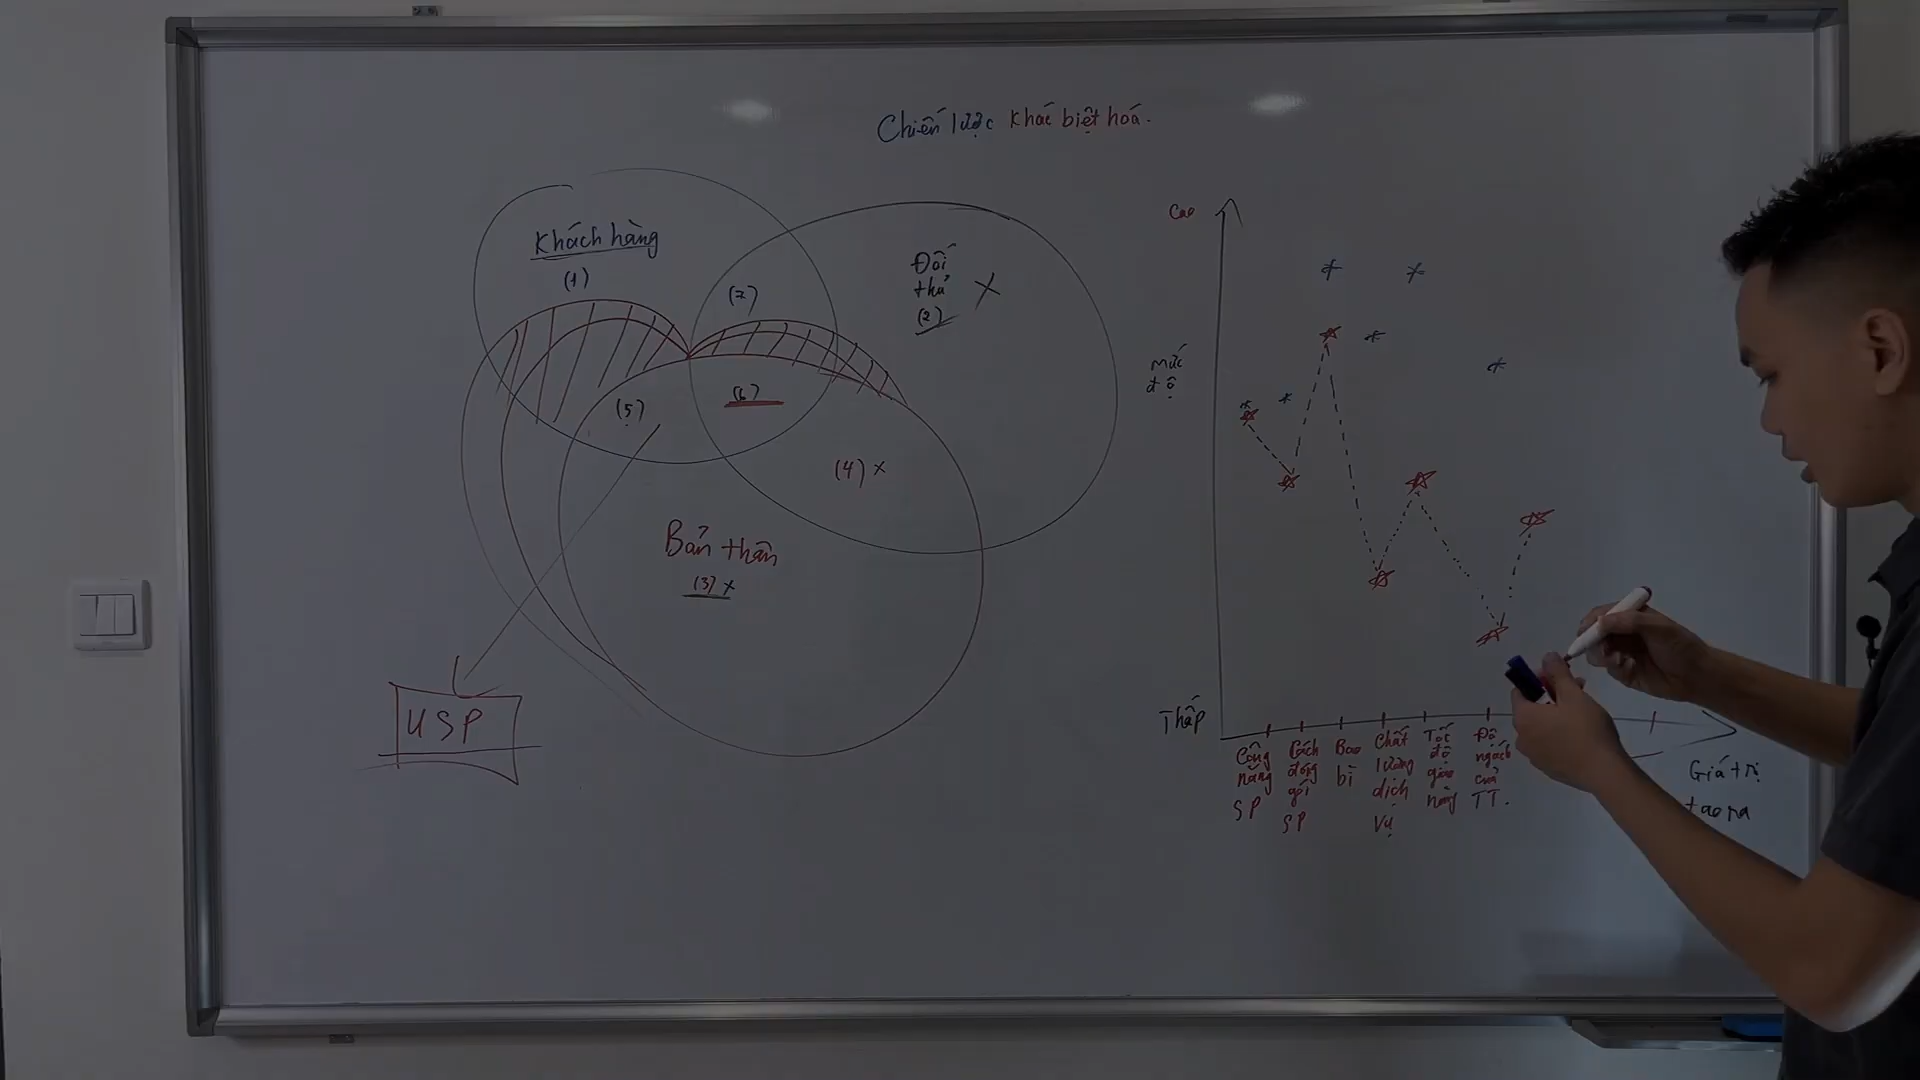 Chiến lược khác biệt hoá.
Khách hàng
(1)
(7)
Đối
thủ
(2)
(5)
(6)
(4) x
Bản thân
(3) x
USP
Cao
Mức
độ
Thấp
Công
năng
SP
Cách
đóng
gói
SP
Bao
bì
Chất
lượng
dịch
vụ
Tốc
độ
giao
hàng
Độ
ngách
của
TT.
Giá trị
tạo ra